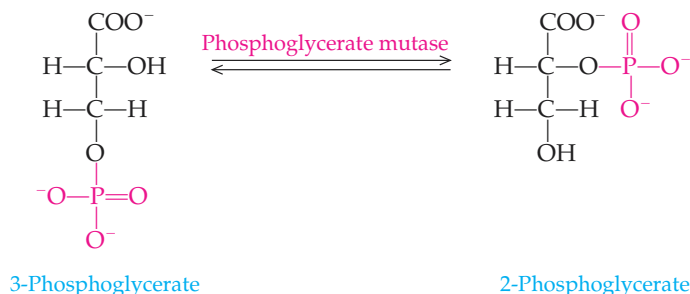 COO⁻
Phosphoglycerate mutase
H—C—OH
H—C—H
O
⁻O—P=O
O⁻
3-Phosphoglycerate
COO⁻
O
H—C—O—P—O⁻
H—C—H
O⁻
OH
2-Phosphoglycerate